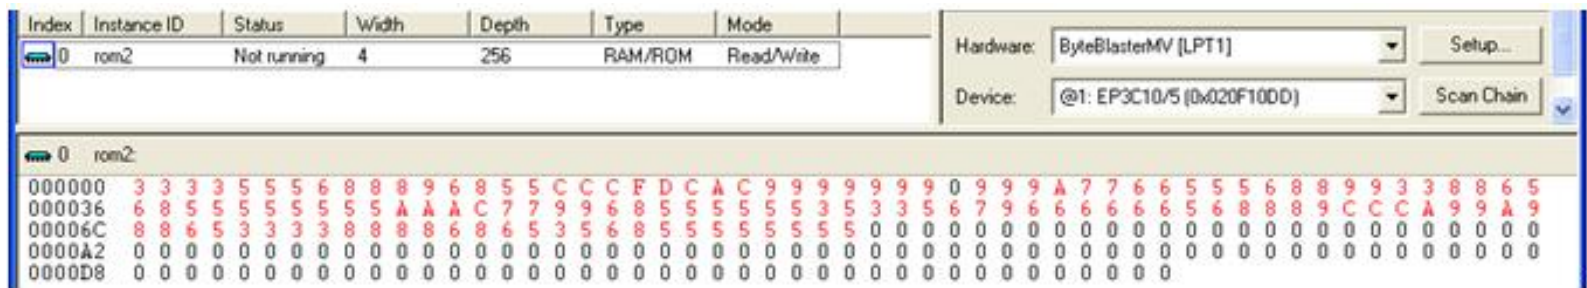 Index Instance ID Status Width Depth Type Mode
0 rom2 Not running 4 256 RAM/ROM Read/Write
Hardware: ByteBlasterMV [LPT1] Setup...
Device: @1: EP3C10/5 (0x020F10DD) Scan Chain
0 rom2:
000000 3 3 3 3 5 5 5 6 8 8 8 9 6 8 5 5 C C C F D C A C 9 9 9 9 9 9 9 0 9 9 9 A 7 7 6 6 5 5 5 6 8 8 9 9 3 3 8 8 6 5
000036 6 8 5 5 5 5 5 5 5 5 A A A C 7 7 9 9 6 8 5 5 5 5 5 5 3 5 3 3 5 6 7 9 6 6 6 6 6 6 5 6 8 8 8 9 C C C A 9 9 A 9
00006C 8 8 6 5 3 3 3 3 8 8 8 8 6 8 6 5 3 5 6 8 5 5 5 5 5 5 5 5 0 0 0 0 0 0 0 0 0 0 0 0 0 0 0 0 0 0 0 0 0 0 0 0 0 0
0000A2 0 0 0 0 0 0 0 0 0 0 0 0 0 0 0 0 0 0 0 0 0 0 0 0 0 0 0 0 0 0 0 0 0 0 0 0 0 0 0 0 0 0 0 0 0 0 0 0 0 0 0 0 0 0
0000D8 0 0 0 0 0 0 0 0 0 0 0 0 0 0 0 0 0 0 0 0 0 0 0 0 0 0 0 0 0 0 0 0 0 0 0 0 0 0 0 0